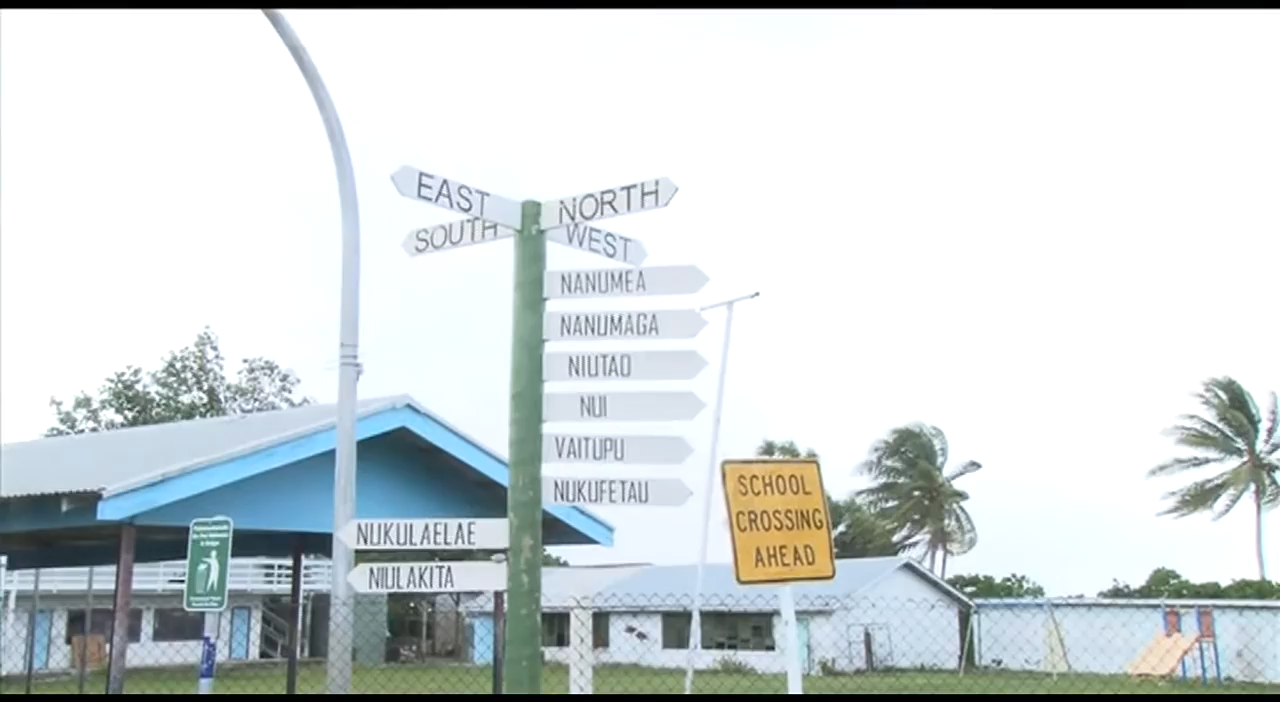 EAST
NORTH
SOUTH
WEST
NANUMEA
NANUMAGA
NIUTAO
NUI
VAITUPU
NUKUFETAU
NUKULAELAE
NIULAKITA
SCHOOL
CROSSING
AHEAD